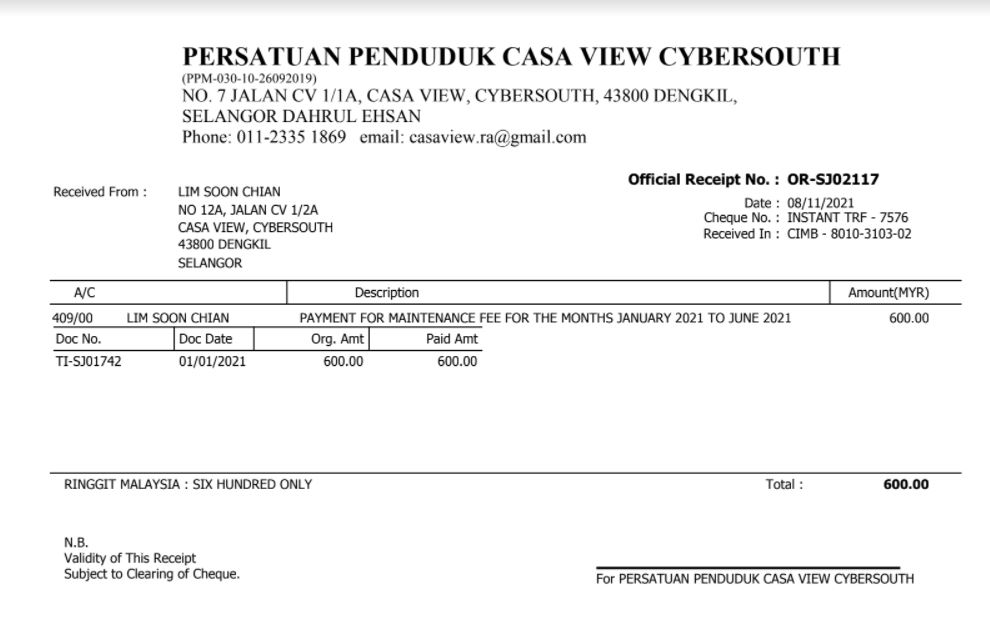 PERSATUAN PENDUDUK CASA VIEW CYBERSOUTH
(PPM-030-10-26092019)
NO. 7 JALAN CV 1/1A, CASA VIEW, CYBERSOUTH, 43800 DENGKIL,
SELANGOR DAHRUL EHSAN
Phone: 011-2335 1869 email: casaview.ra@gmail.com
Official Receipt No. : OR-SJ02117
Received From : LIM SOON CHIAN
NO 12A, JALAN CV 1/2A
CASA VIEW, CYBERSOUTH
43800 DENGKIL
SELANGOR
Date : 08/11/2021
Cheque No. : INSTANT TRF - 7576
Received In : CIMB - 8010-3103-02
A/C Description Amount(MYR)
409/00 LIM SOON CHIAN PAYMENT FOR MAINTENANCE FEE FOR THE MONTHS JANUARY 2021 TO JUNE 2021 600.00
Doc No. Doc Date Org. Amt Paid Amt
TI-SJ01742 01/01/2021 600.00 600.00
RINGGIT MALAYSIA : SIX HUNDRED ONLY Total : 600.00
N.B.
Validity of This Receipt
Subject to Clearing of Cheque.
For PERSATUAN PENDUDUK CASA VIEW CYBERSOUTH